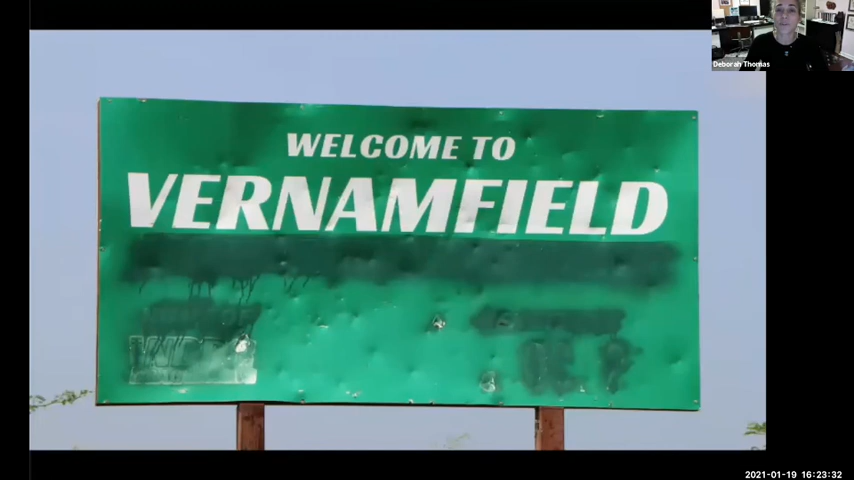 Deborah Thomas
WELCOME TO
VERNAMFIELD
2021-01-19 16:23:32